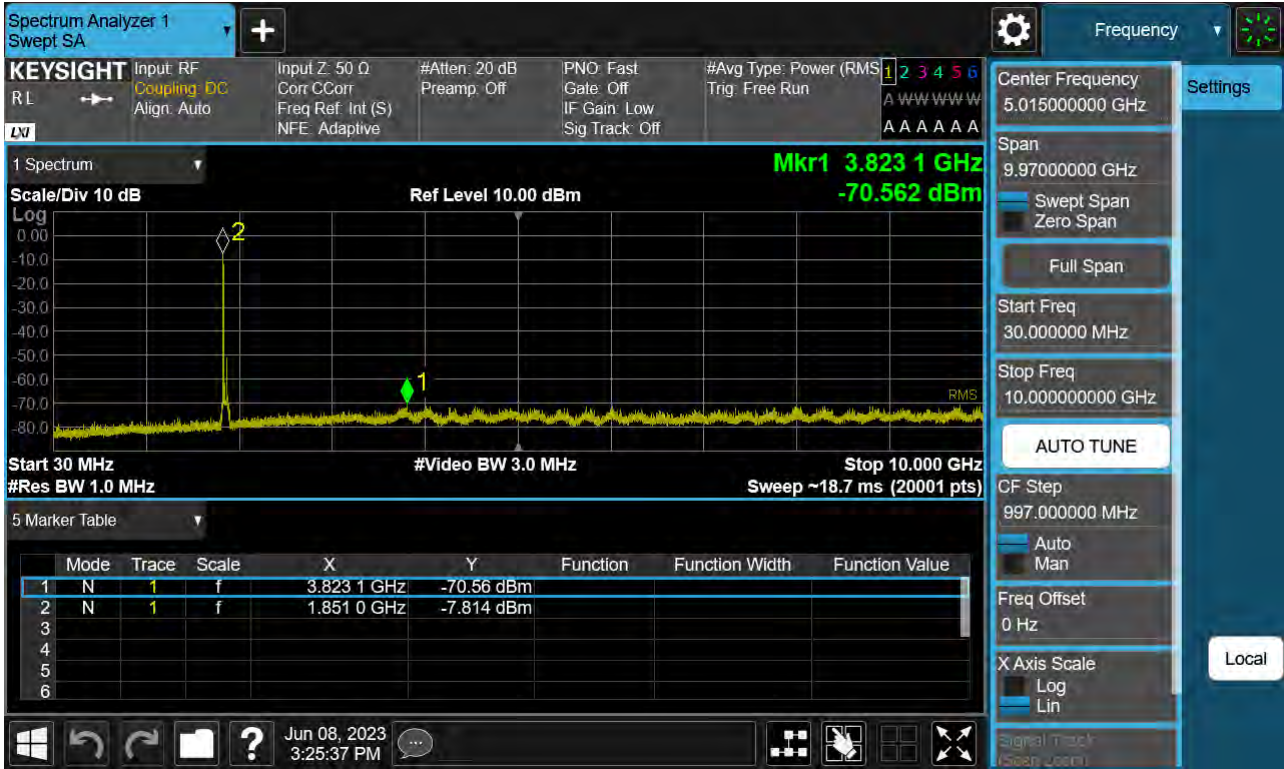 Spectrum Analyzer 1
Swept SA
+
Frequency
KEYSIGHT
RL
LXI
Input: RF
Coupling: DC
Align: Auto
Input Z: 50 Ω
Corr CCorr
Freq Ref: Int (S)
NFE: Adaptive
#Atten: 20 dB
Preamp: Off
PNO: Fast
Gate: Off
IF Gain: Low
Sig Track: Off
#Avg Type: Power (RMS
Trig: Free Run
1 2 3 4 5 6
A W W W W W
A A A A A A
1 Spectrum
Scale/Div 10 dB
Ref Level 10.00 dBm
Mkr1 3.823 1 GHz
-70.562 dBm
Log
0.00
-10.0
-20.0
-30.0
-40.0
-50.0
-60.0
-70.0
-80.0
2
1
RMS
Start 30 MHz
#Video BW 3.0 MHz
Stop 10.000 GHz
#Res BW 1.0 MHz
Sweep ~18.7 ms (20001 pts)
5 Marker Table
Mode Trace Scale X Y Function Function Width Function Value
1 N 1 f 3.823 1 GHz -70.56 dBm
2 N 1 f 1.851 0 GHz -7.814 dBm
3
4
5
6
Center Frequency
5.015000000 GHz
Settings
Span
9.97000000 GHz
Swept Span
Zero Span
Full Span
Start Freq
30.000000 MHz
Stop Freq
10.000000000 GHz
AUTO TUNE
CF Step
997.000000 MHz
Auto
Man
Freq Offset
0 Hz
X Axis Scale
Log
Lin
Local
Signal Track
(Span Zoom)
?
Jun 08, 2023
3:25:37 PM